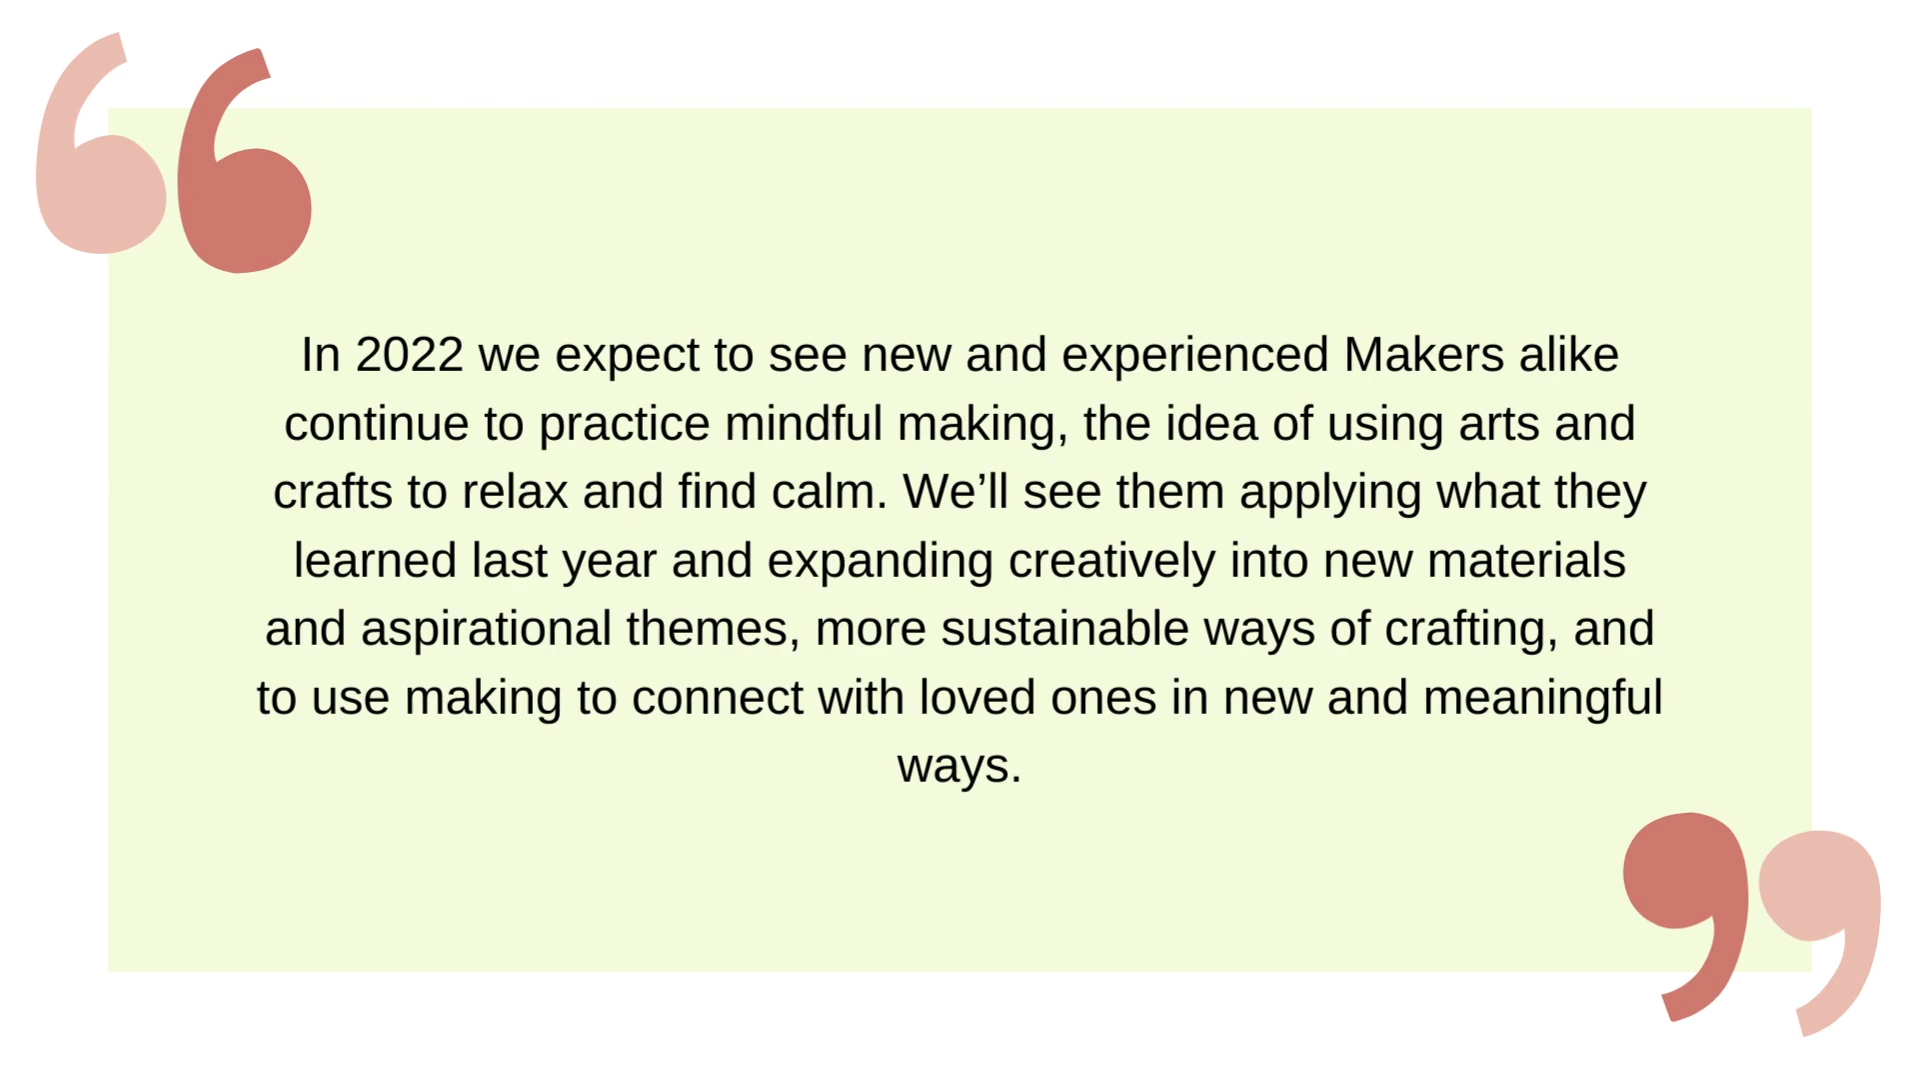 In 2022 we expect to see new and experienced Makers alike
continue to practice mindful making, the idea of using arts and
crafts to relax and find calm. We’ll see them applying what they
learned last year and expanding creatively into new materials
and aspirational themes, more sustainable ways of crafting, and
to use making to connect with loved ones in new and meaningful
ways.